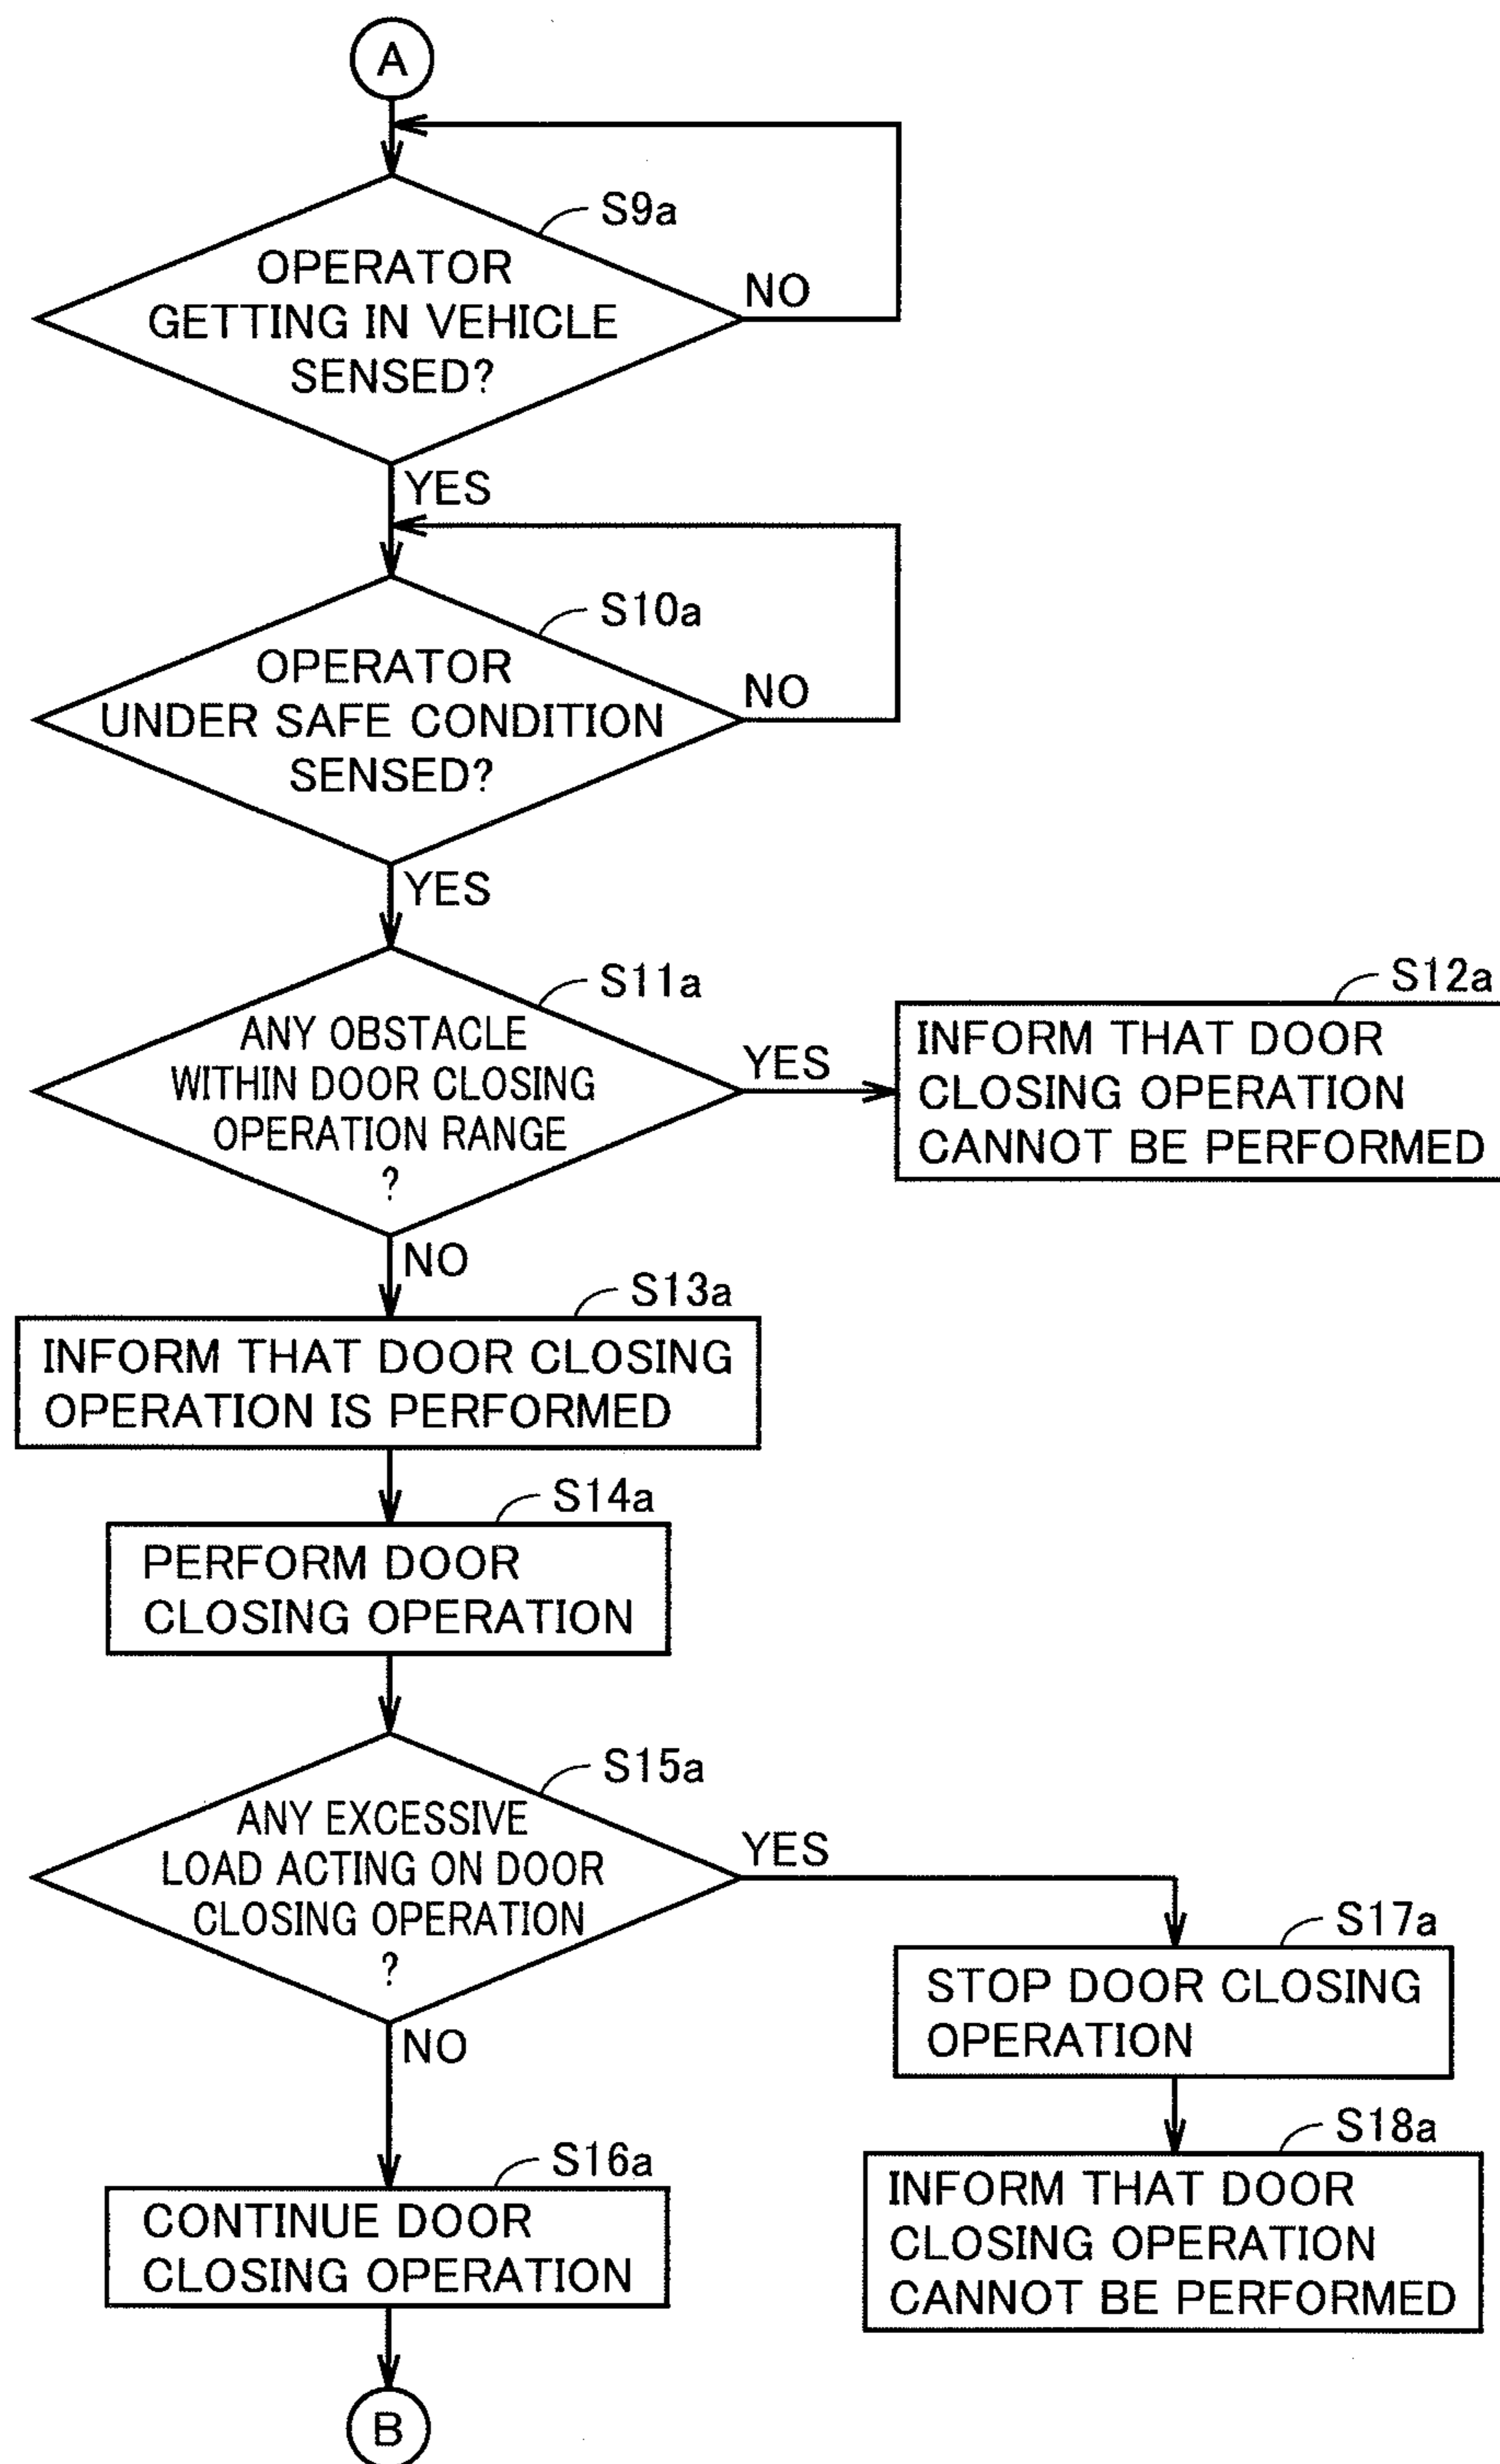 A
S9a
OPERATOR
GETTING IN VEHICLE
SENSED?
NO
YES
S10a
OPERATOR
UNDER SAFE CONDITION
SENSED?
NO
YES
S11a
ANY OBSTACLE
WITHIN DOOR CLOSING
OPERATION RANGE
?
YES
S12a
INFORM THAT DOOR
CLOSING OPERATION
CANNOT BE PERFORMED
NO
S13a
INFORM THAT DOOR CLOSING
OPERATION IS PERFORMED
S14a
PERFORM DOOR
CLOSING OPERATION
S15a
ANY EXCESSIVE
LOAD ACTING ON DOOR
CLOSING OPERATION
?
YES
S17a
STOP DOOR CLOSING
OPERATION
NO
S18a
INFORM THAT DOOR
CLOSING OPERATION
CANNOT BE PERFORMED
S16a
CONTINUE DOOR
CLOSING OPERATION
B